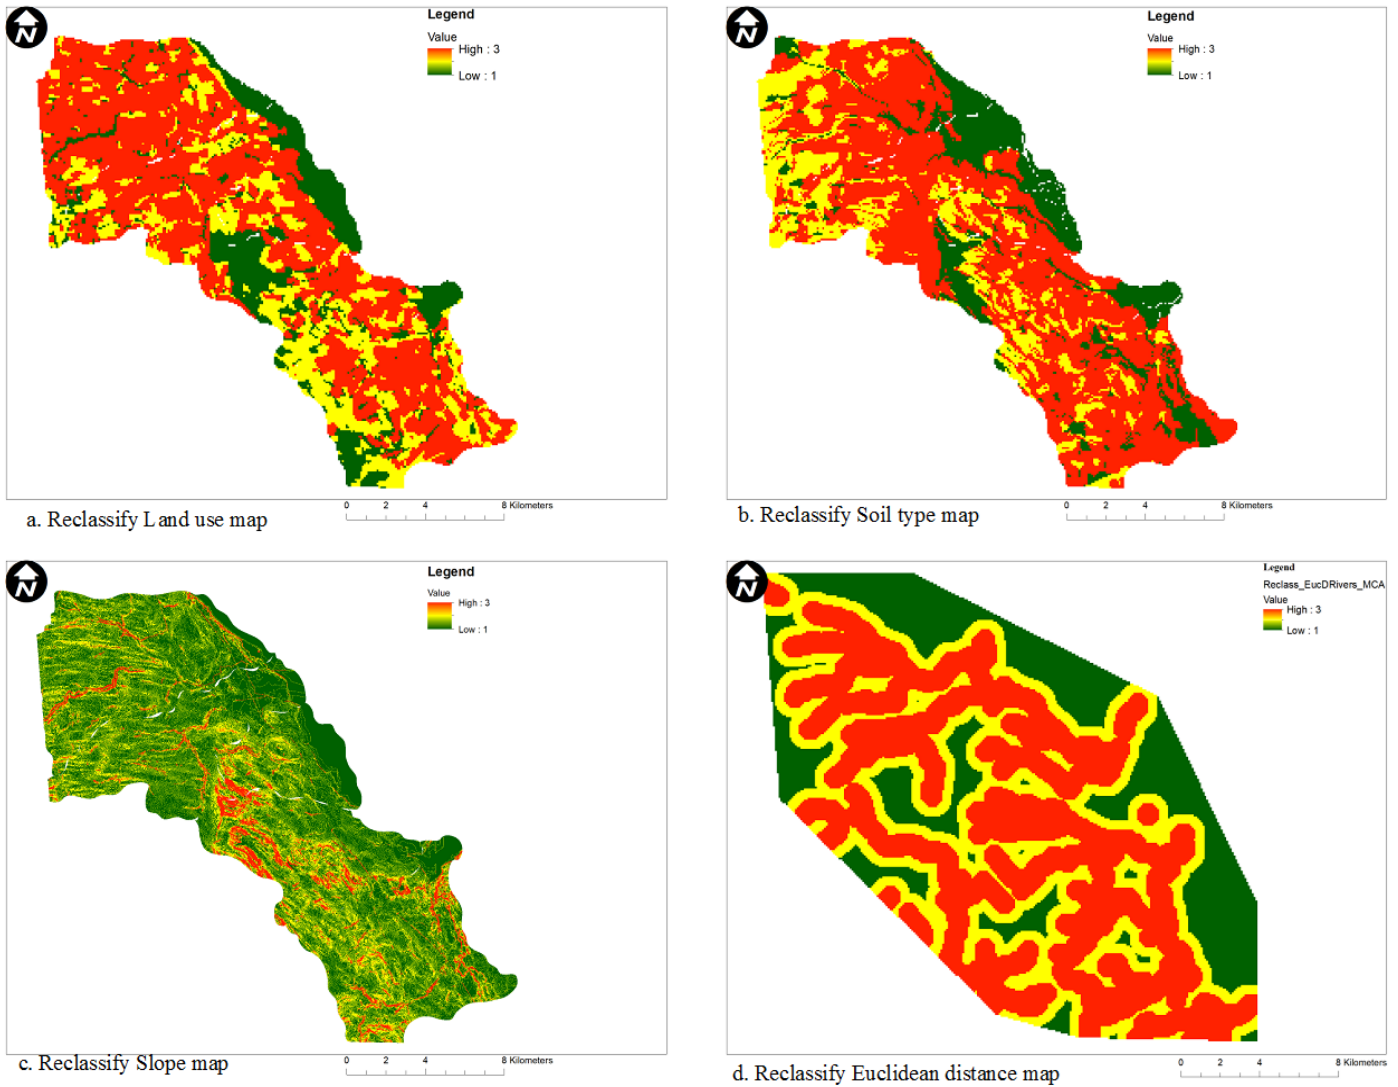 N
Legend
Value
High : 3
Low : 1
0 2 4 8 Kilometers
a. Reclassify Land use map
N
Legend
Value
High : 3
Low : 1
0 2 4 8 Kilometers
b. Reclassify Soil type map
N
Legend
Value
High : 3
Low : 1
0 2 4 8 Kilometers
c. Reclassify Slope map
N
Legend
Reclass_EucDRivers_MCA
Value
High : 3
Low : 1
0 2 4 8 Kilometers
d. Reclassify Euclidean distance map